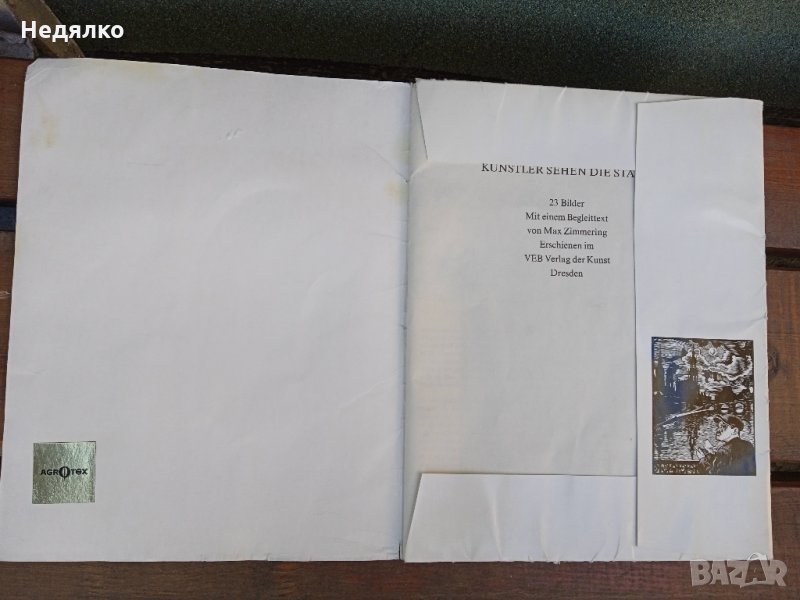 Недялко
KÜNSTLER SEHEN DIE STA
23 Bilder
Mit einem Begleittext
von Max Zimmering
Erschienen im
VEB Verlag der Kunst
Dresden
AGROTEX
BAZAR